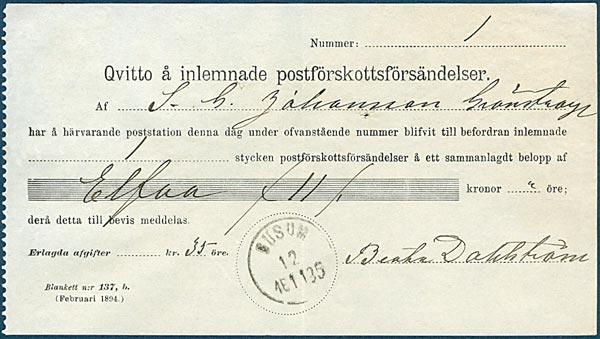 Nummer: 1
Qvitto å inlemnade postförskottsförsändelser.
Af S. G. Johansson
har å härvarande poststation denna dag under ofvanstående nummer blifvit till befordran inlemnade
1 stycken postförskottsförsändelser å ett sammanlagdt belopp af
Elfva (11) kronor " öre;
derå detta till bevis meddelas.
BUSUM
Erlagda afgifter kr. 35 öre.
12
Beata Dahlström
Blankett n:r 137, b.
(Februari 1894.)